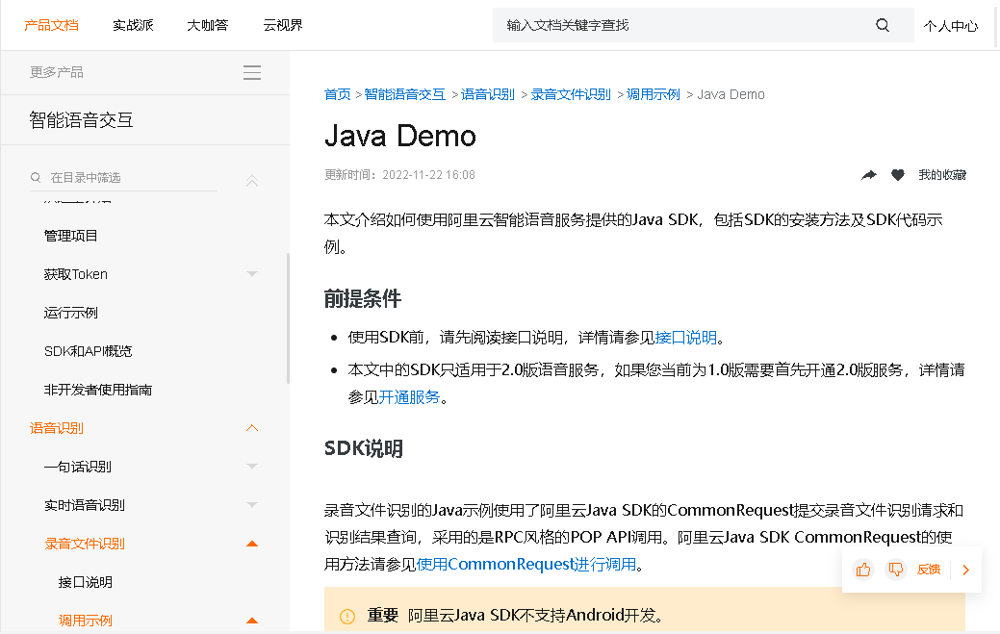 产品文档 实战派 大咖答 云视界 输入文档关键字查找 个人中心
更多产品
智能语音交互
在目录中筛选
管理项目
获取Token
运行示例
SDK和API概览
非开发者使用指南
语音识别
一句话识别
实时语音识别
录音文件识别
接口说明
调用示例
首页 > 智能语音交互 > 语音识别 > 录音文件识别 > 调用示例 > Java Demo
Java Demo
更新时间：2022-11-22 16:08
我的收藏
本文介绍如何使用阿里云智能语音服务提供的Java SDK，包括SDK的安装方法及SDK代码示
例。
前提条件
使用SDK前，请先阅读接口说明，详情请参见接口说明。
本文中的SDK只适用于2.0版语音服务，如果您当前为1.0版需要首先开通2.0版服务，详情请
参见开通服务。
SDK说明
录音文件识别的Java示例使用了阿里云Java SDK的CommonRequest提交录音文件识别请求和
识别结果查询，采用的是RPC风格的POP API调用。阿里云Java SDK CommonRequest的使
用方法请参见使用CommonRequest进行调用。
反馈
重要 阿里云Java SDK不支持Android开发。